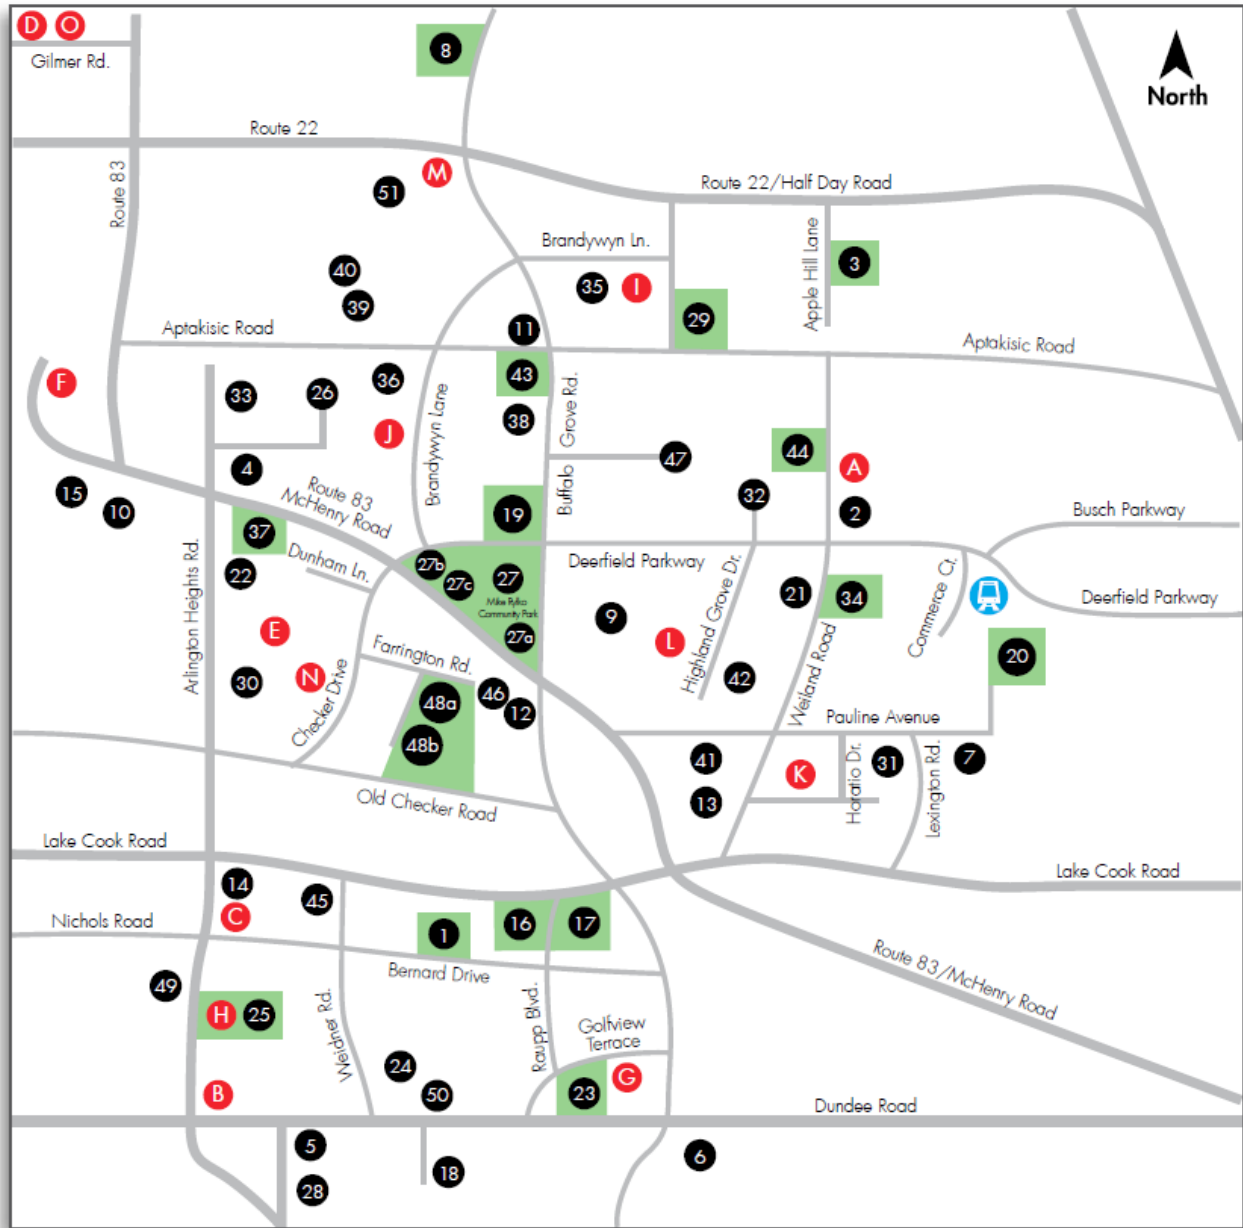 D O
Gilmer Rd.
8
North
Route 22
Route 83
M
51
Route 22/Half Day Road
Brandywyn Ln.
Apple Hill Lane
3
40
35
I
39
29
11
Aptakisic Road
Aptakisic Road
F
33
26
36
43
Brandywyn Lane
38
Buffalo Grove Rd.
J
4
47
44
A
15
10
Route 83
McHenry Road
32
2
19
Busch Parkway
37
Dunham Ln.
22
27b
27c
27
Mike Rylko
Community Park
27a
Deerfield Parkway
Highland Grove Dr.
21
34
Commerce Ct.
Deerfield Parkway
9
L
Arlington Heights Rd.
E
Farrington Rd.
20
30
N
Checker Drive
48a
46
12
42
Weiland Road
Pauline Avenue
48b
41
K
Horatio Dr.
31
Lexington Rd.
7
13
Old Checker Road
Lake Cook Road
Lake Cook Road
14
45
C
Nichols Road
1
16
17
Bernard Drive
Route 83/McHenry Road
49
H
25
Weidner Rd.
Raupp Blvd.
Golfview
Terrace
24
50
23
G
B
Dundee Road
5
18
6
28